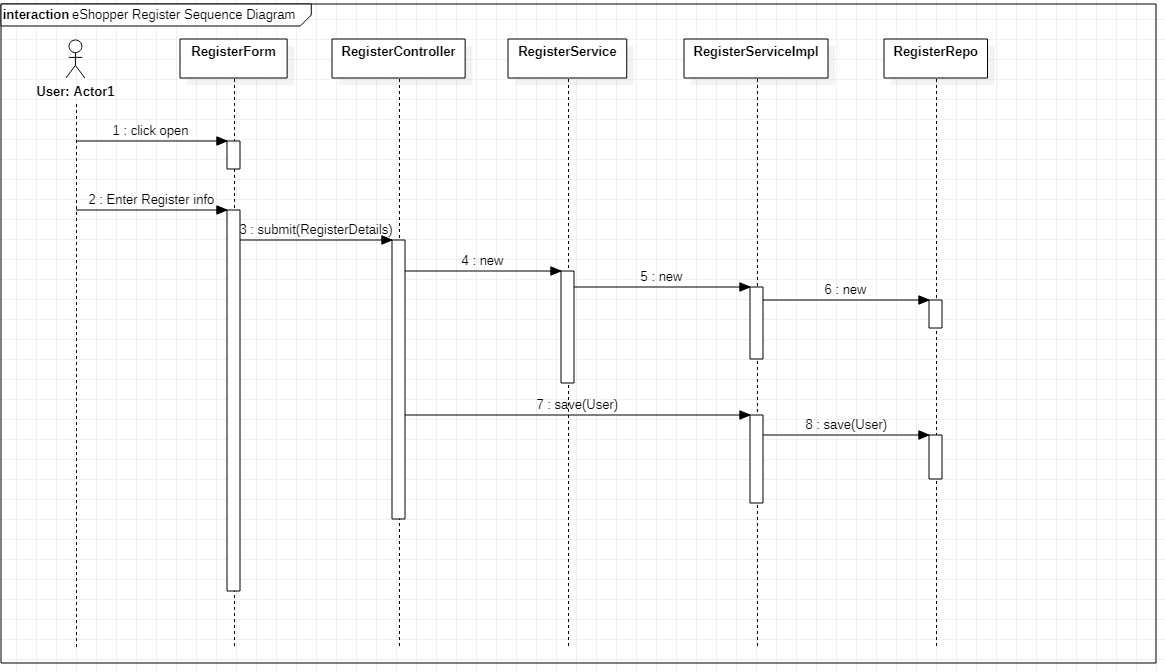 interaction eShopper Register Sequence Diagram
RegisterForm
RegisterController
RegisterService
RegisterServiceImpl
RegisterRepo
User: Actor1
1 : click open
2 : Enter Register info
3 : submit(RegisterDetails)
4 : new
5 : new
6 : new
7 : save(User)
8 : save(User)